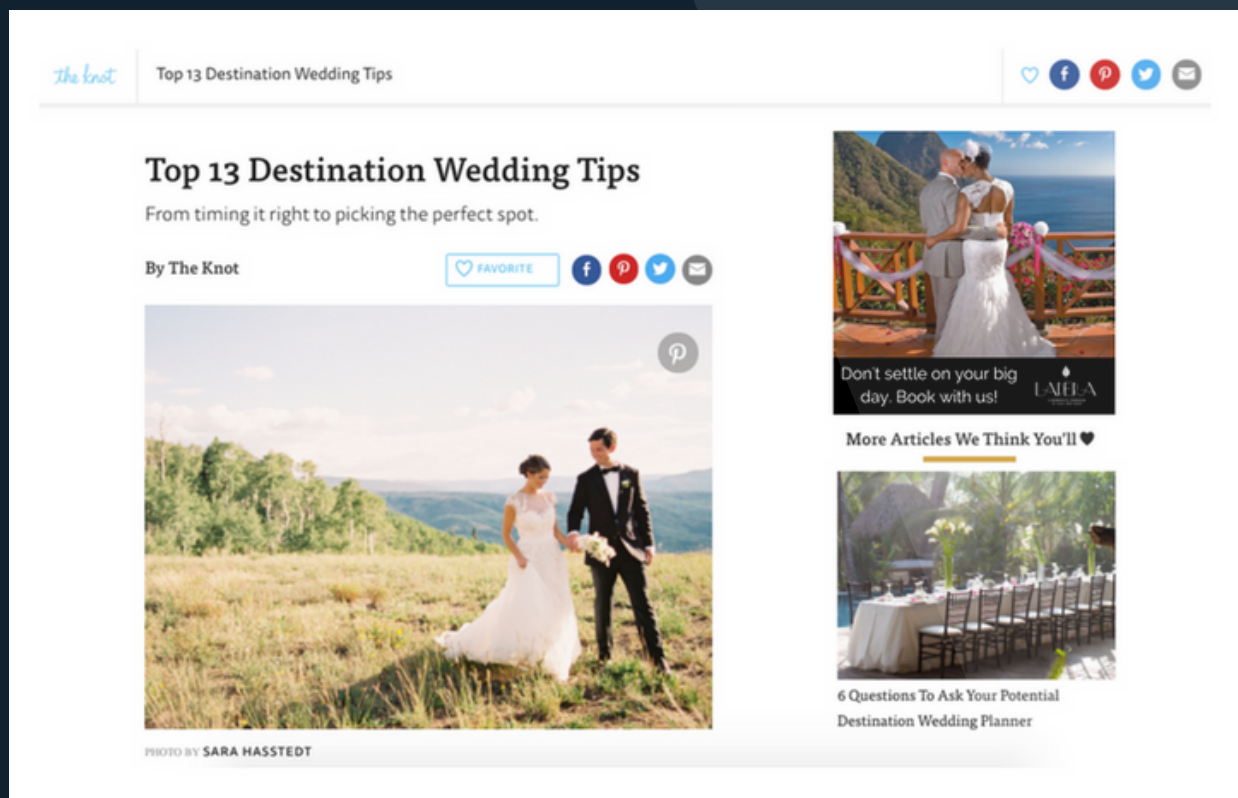 the knot
Top 13 Destination Wedding Tips
Top 13 Destination Wedding Tips
From timing it right to picking the perfect spot.
By The Knot
FAVORITE
PHOTO BY SARA HASSTEDT
Don't settle on your big
day. Book with us!
LATERA
More Articles We Think You'll
6 Questions To Ask Your Potential
Destination Wedding Planner